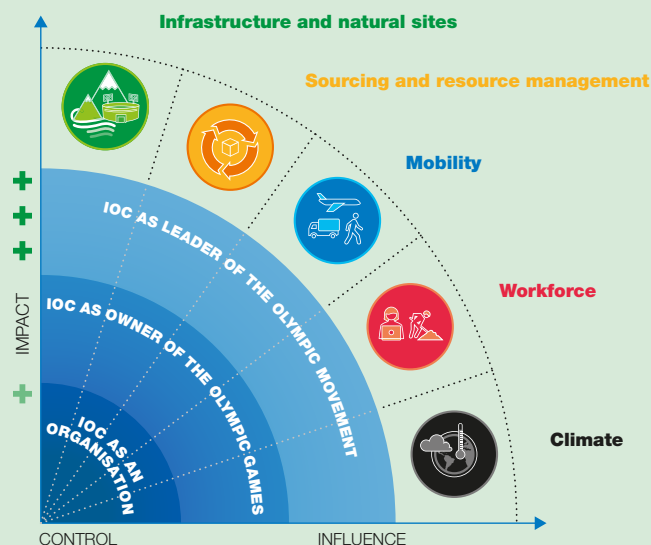 Infrastructure and natural sites
Sourcing and resource management
Mobility
Workforce
Climate
IOC AS LEADER OF THE OLYMPIC MOVEMENT
IOC AS OWNER OF THE OLYMPIC GAMES
IOC AS AN
ORGANISATION
+
+
+
IMPACT
+
CONTROL
INFLUENCE